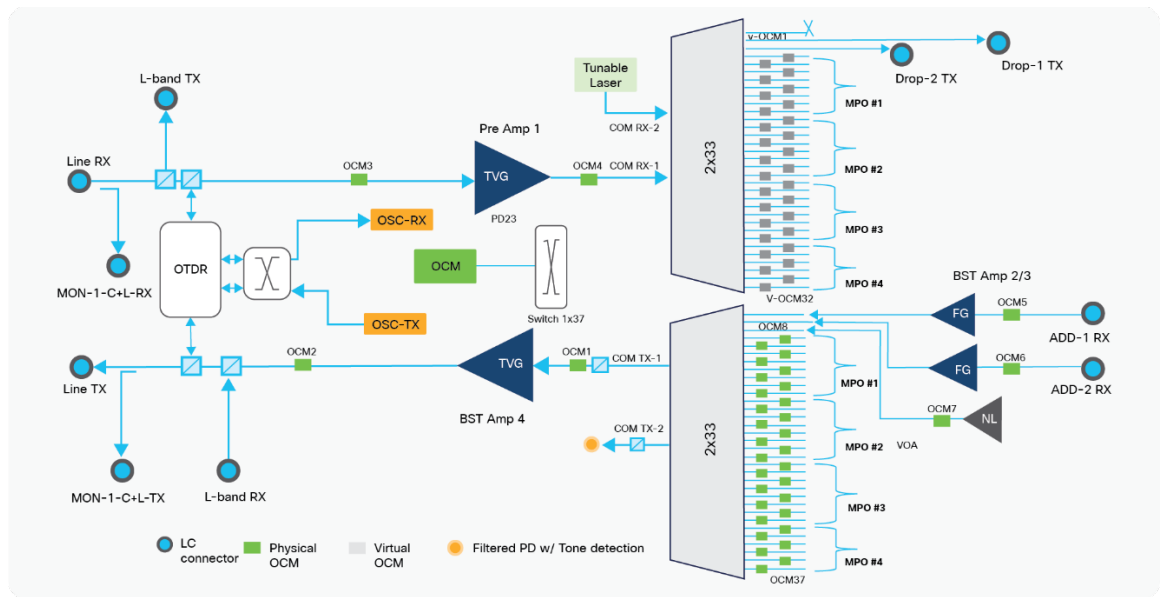 v-OCM1
Drop-1 TX
Drop-2 TX
L-band TX
Tunable
Laser
MPO #1
COM RX-2
Pre Amp 1
Line RX
OCM3
OCM4
COM RX-1
2x33
MPO #2
TVG
PD23
OSC-RX
MPO #3
OTDR
OCM
MPO #4
MON-1-C+L-RX
BST Amp 2/3
V-OCM32
Switch 1x37
OSC-TX
FG
OCM5
ADD-1 RX
OCM8
OCM2
TVG
OCM1
COM TX-1
MPO #1
FG
OCM6
ADD-2 RX
Line TX
BST Amp 4
OCM7
NL
VOA
COM TX-2
2x33
MPO #2
MON-1-C+L-TX
L-band RX
MPO #3
LC
connector
Physical
OCM
Virtual
OCM
Filtered PD w/ Tone detection
MPO #4
OCM37